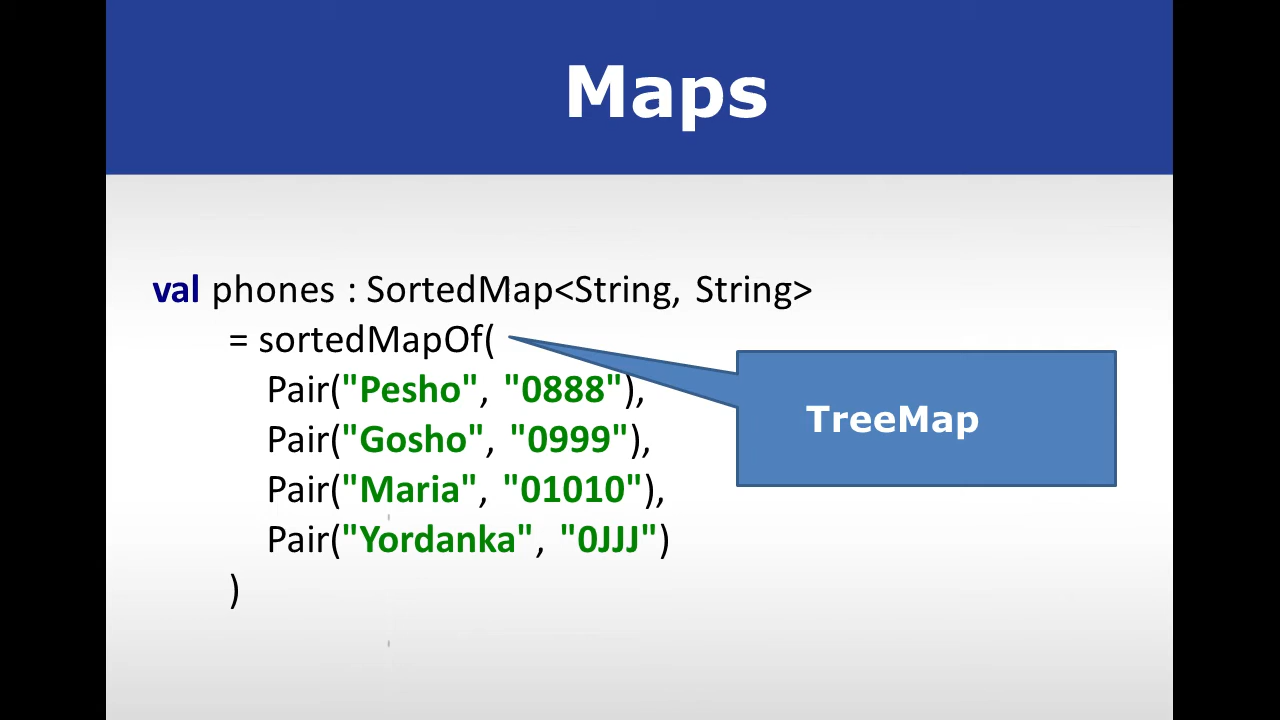 Maps
val phones : SortedMap<String, String>
= sortedMapOf(
Pair("Pesho", "0888"),
Pair("Gosho", "0999"),
Pair("Maria", "01010"),
Pair("Yordanka", "0JJJ")
)
TreeMap